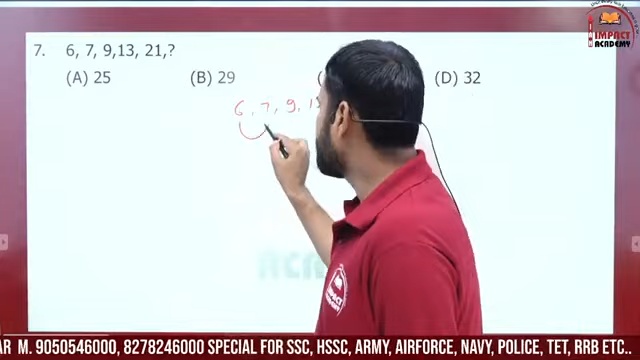 IMPACT
ACADEMY
7. 6, 7, 9,13, 21,?
(A) 25 (B) 29 (D) 32
6, 7, 9, 13
IMPACT
AR M. 9050546000, 8278246000 SPECIAL FOR SSC, HSSC, ARMY, AIRFORCE, NAVY, POLICE, TET, RRB ETC..